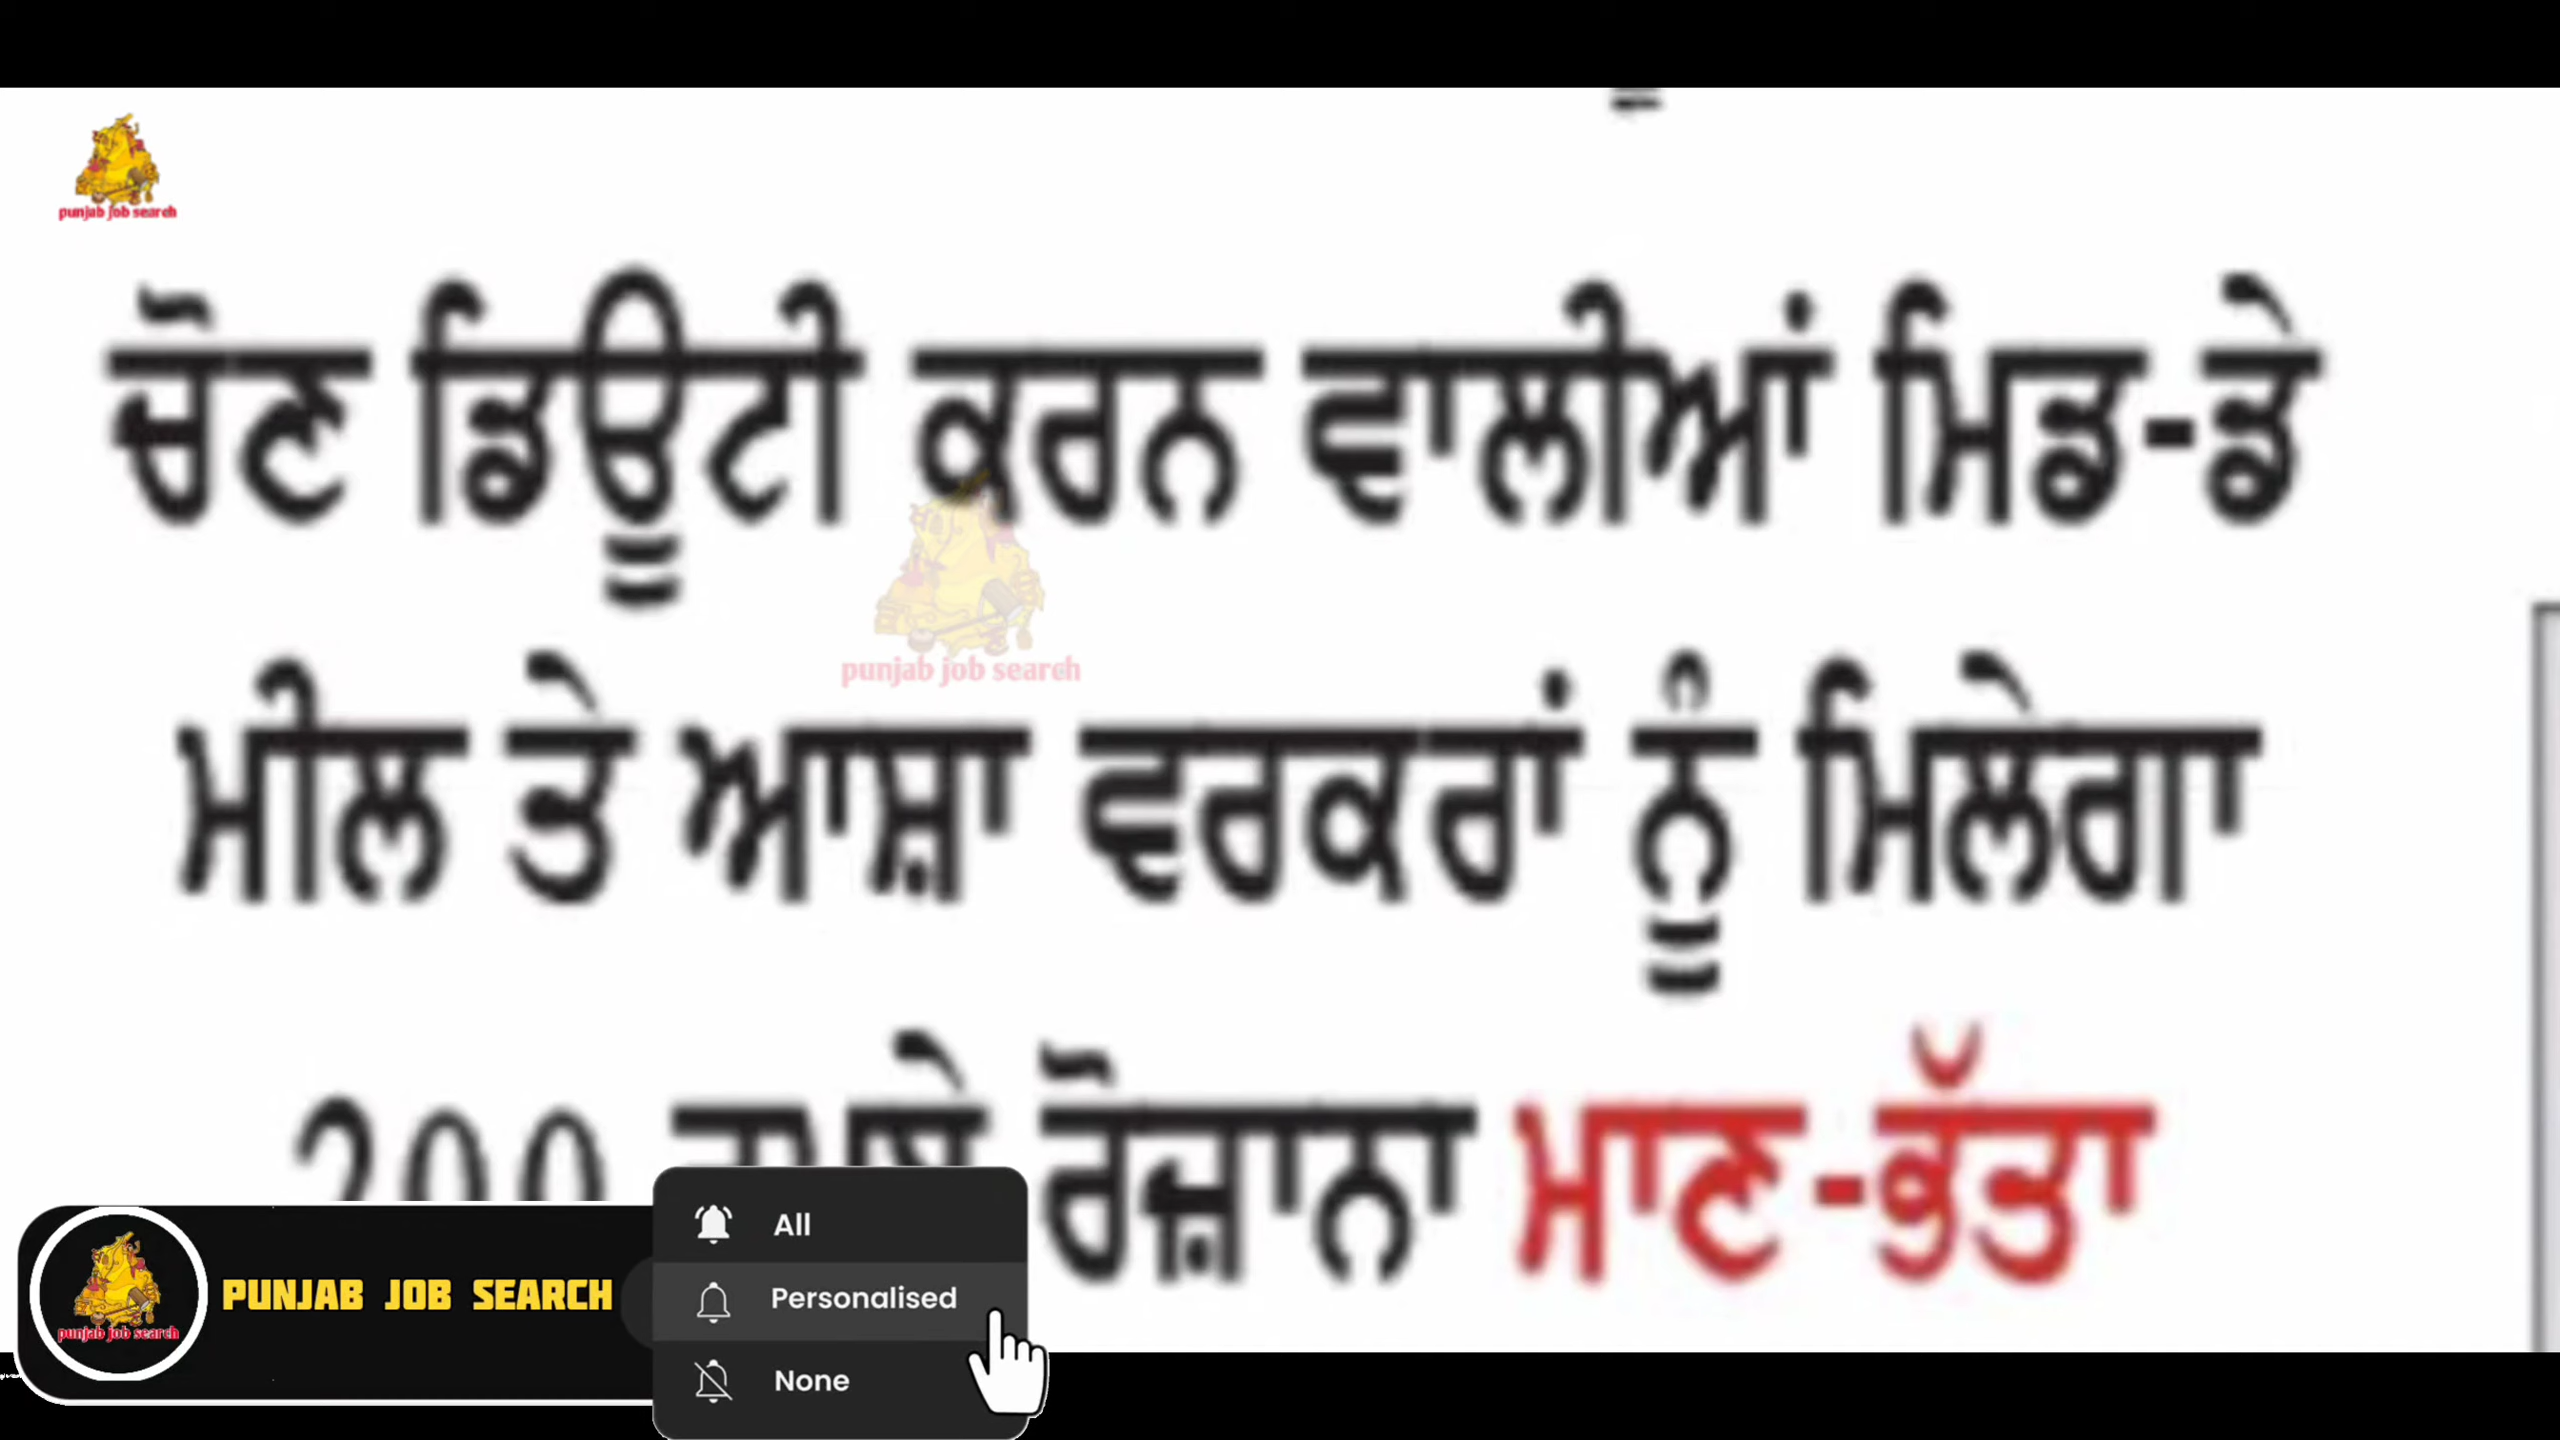 punjab job search
ਚੋਣ ਡਿਊਟੀ ਕਰਨ ਵਾਲੀਆਂ ਮਿਡ-ਡੇ
punjab job search
ਮੀਲ ਤੇ ਆਸ਼ਾ ਵਰਕਰਾਂ ਨੂੰ ਮਿਲੇਗਾ
200 ਰੋਜ਼ਾਨਾ ਮਾਣ-ਭੱਤਾ
All
PUNJAB JOB SEARCH
punjab job search
Personalised
None